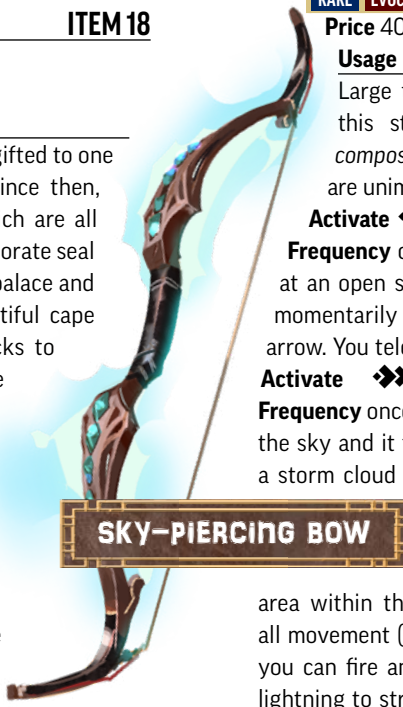 ITEM 18
gifted to one
ince then,
ch are all
orate seal
palace and
tiful cape
cks to
RARE
Price 40
Usage
Large
this st
compos
are unim
Activate
Frequency o
at an open s
momentarily
arrow. You tele
Activate
Frequency once
the sky and it
a storm cloud
SKY-PIERCING BOW
area within th
all movement (
you can fire an
lightning to str